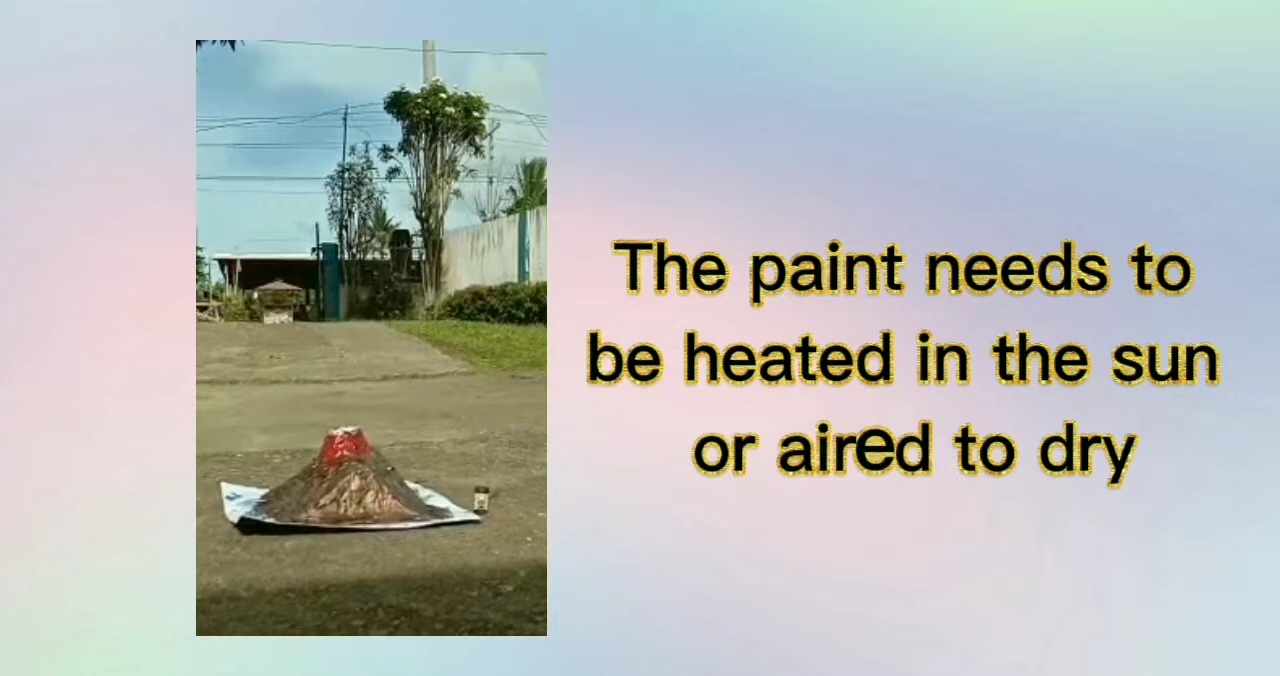 The paint needs to
be heated in the sun
or aired to dry